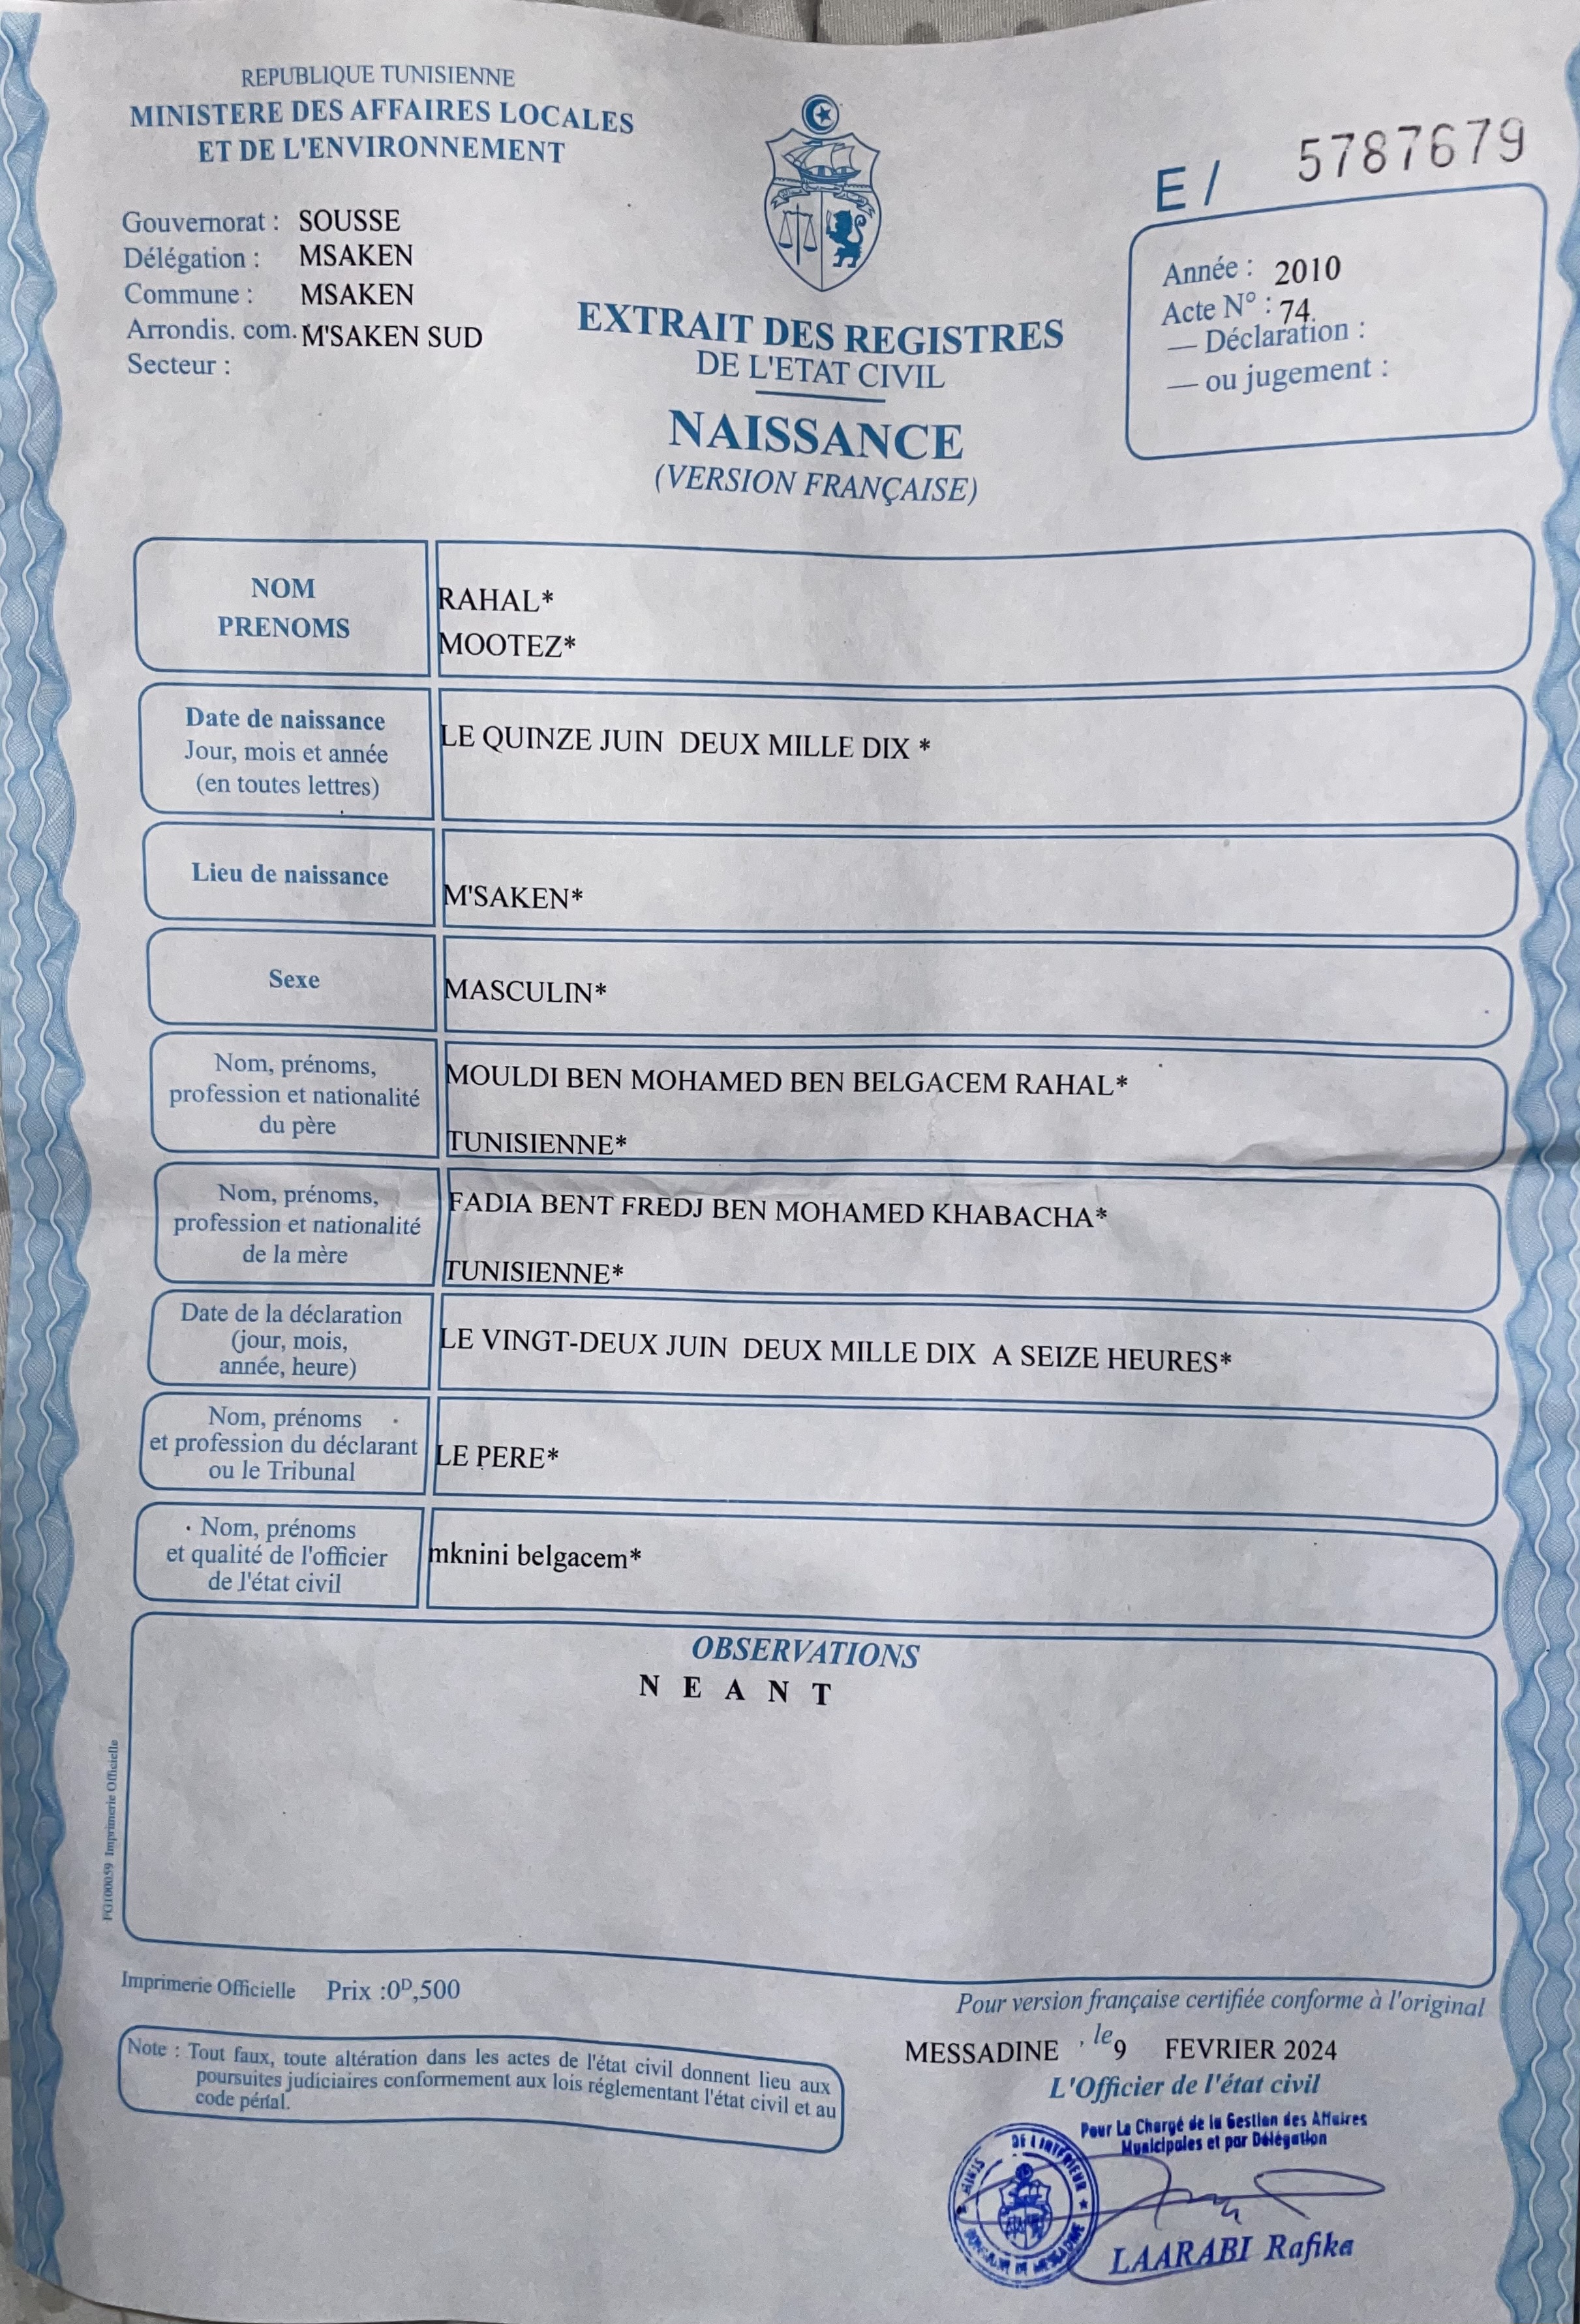 REPUBLIQUE TUNISIENNE
MINISTERE DES AFFAIRES LOCALES
ET DE L'ENVIRONNEMENT
Gouvernorat : SOUSSE
Délégation : MSAKEN
Commune : MSAKEN
Arrondis. com. M'SAKEN SUD
Secteur :
E / 5787679
Année : 2010
Acte N° : 74
— Déclaration :
— ou jugement :
EXTRAIT DES REGISTRES
DE L'ETAT CIVIL
NAISSANCE
(VERSION FRANÇAISE)
NOM
PRENOMS
RAHAL*
MOOTEZ*
Date de naissance
Jour, mois et année
(en toutes lettres)
LE QUINZE JUIN DEUX MILLE DIX *
Lieu de naissance
M'SAKEN*
Sexe
MASCULIN*
Nom, prénoms,
profession et nationalité
du père
MOULDI BEN MOHAMED BEN BELGACEM RAHAL*
TUNISIENNE*
Nom, prénoms,
profession et nationalité
de la mère
FADIA BENT FREDJ BEN MOHAMED KHABACHA*
TUNISIENNE*
Date de la déclaration
(jour, mois,
année, heure)
LE VINGT-DEUX JUIN DEUX MILLE DIX A SEIZE HEURES*
Nom, prénoms
et profession du déclarant
ou le Tribunal
LE PERE*
Nom, prénoms
et qualité de l'officier
de l'état civil
mknini belgacem*
OBSERVATIONS
N E A N T
FG100059 Imprimerie Officielle
Imprimerie Officielle Prix :0ᴰ,500
Pour version française certifiée conforme à l'original
MESSADINE , le 9 FEVRIER 2024
L'Officier de l'état civil
Note : Tout faux, toute altération dans les actes de l'état civil donnent lieu aux
poursuites judiciaires conformement aux lois réglementant l'état civil et au
code pénal.
Pour Le Chargé de la Gestion des Affaires
Municipales et par Délégation
DE L'INTERIEUR
LAARABI Rafika